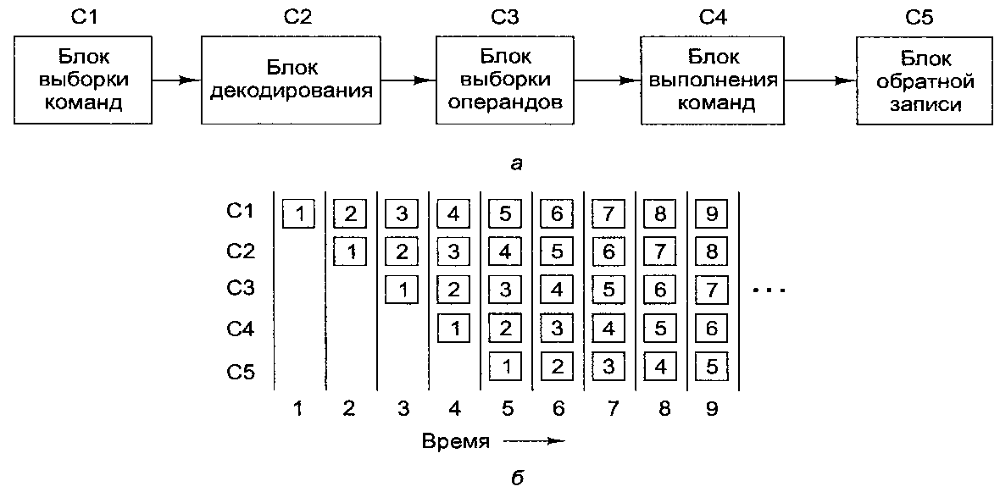 С1 С2 С3 С4 С5
Блок выборки команд
Блок декодирования
Блок выборки операндов
Блок выполнения команд
Блок обратной записи
а
С1 1 2 3 4 5 6 7 8 9
С2 1 2 3 4 5 6 7 8
С3 1 2 3 4 5 6 7 ...
С4 1 2 3 4 5 6
С5 1 2 3 4 5
1 2 3 4 5 6 7 8 9
Время
б